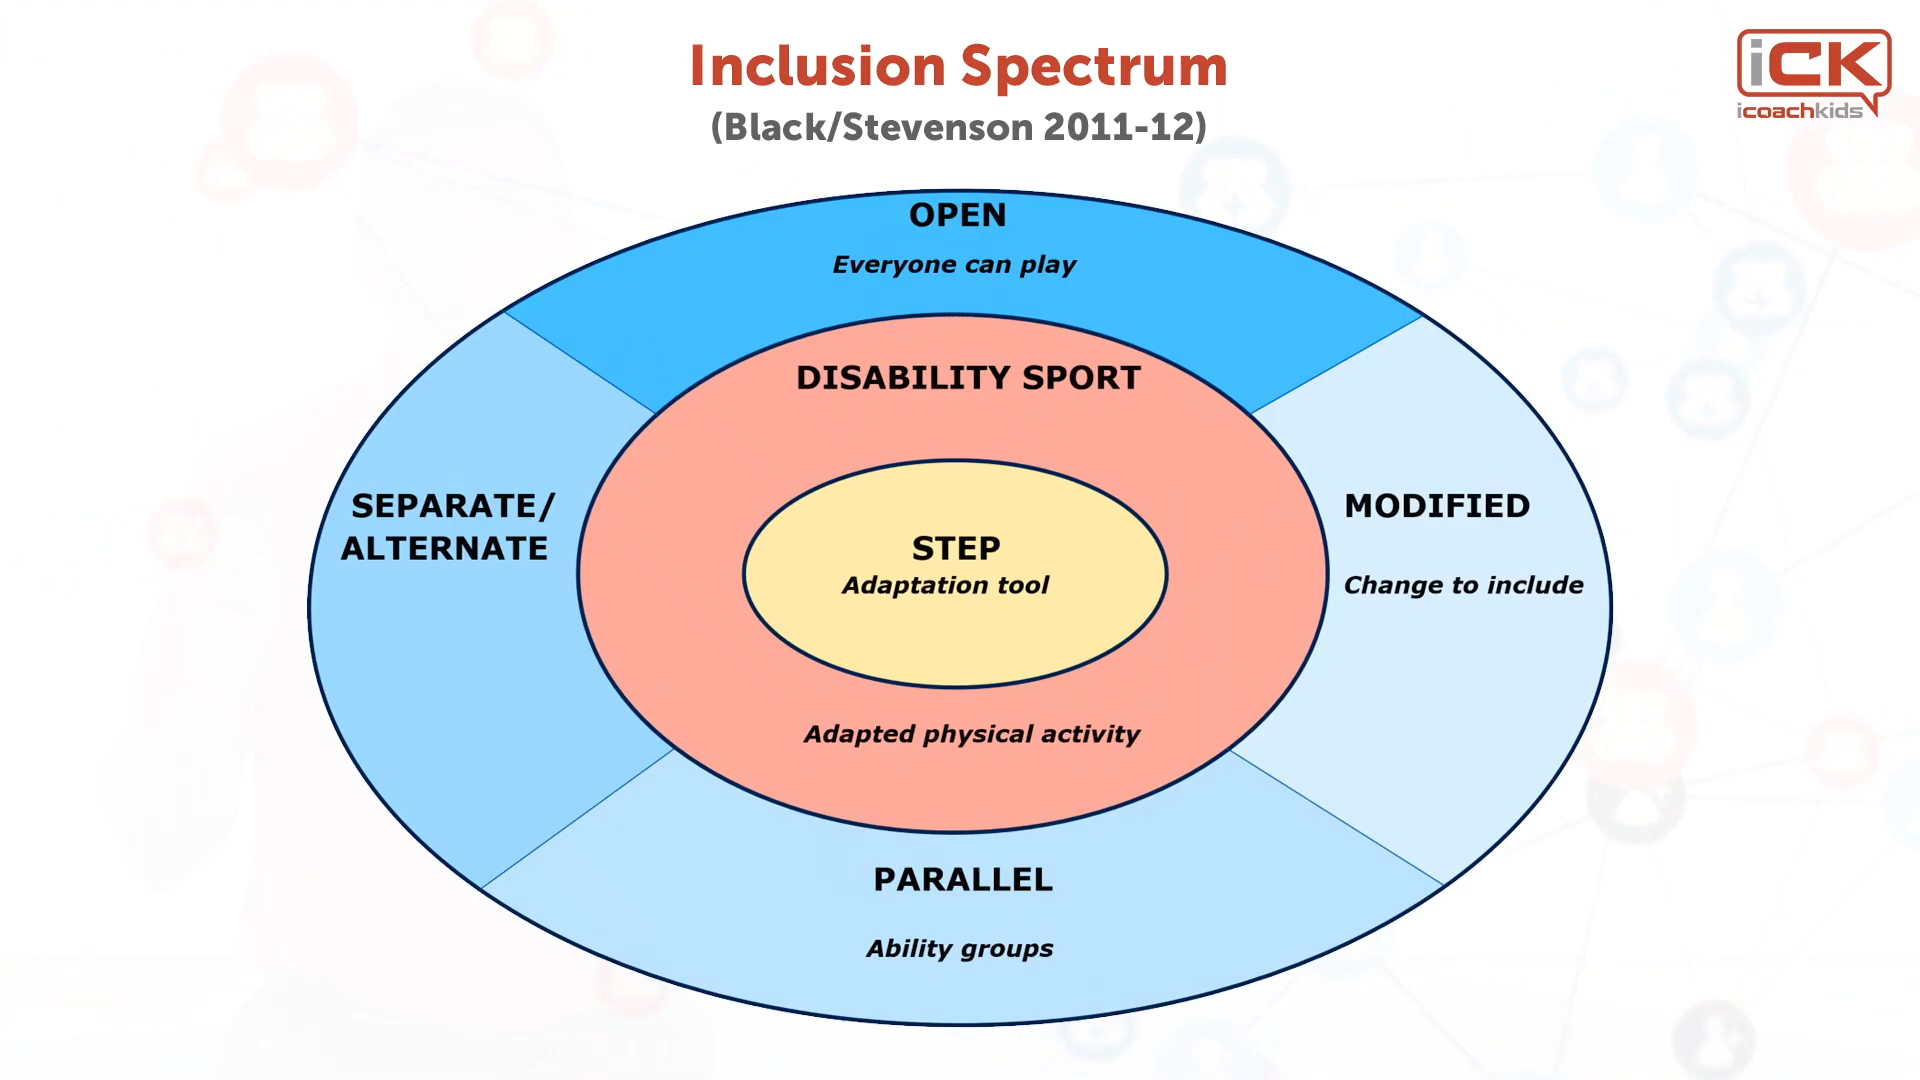 Inclusion Spectrum
(Black/Stevenson 2011-12)
iCK
icoachkids
OPEN
Everyone can play
DISABILITY SPORT
SEPARATE/
ALTERNATE
STEP
Adaptation tool
MODIFIED
Change to include
Adapted physical activity
PARALLEL
Ability groups